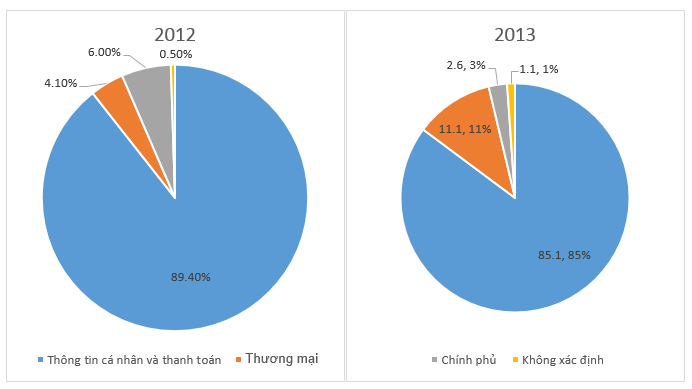 2012
6.00%
0.50%
4.10%
89.40%
Thông tin cá nhân và thanh toán
Thương mại
2013
2.6, 3%
1.1, 1%
11.1, 11%
85.1, 85%
Chính phủ
Không xác định